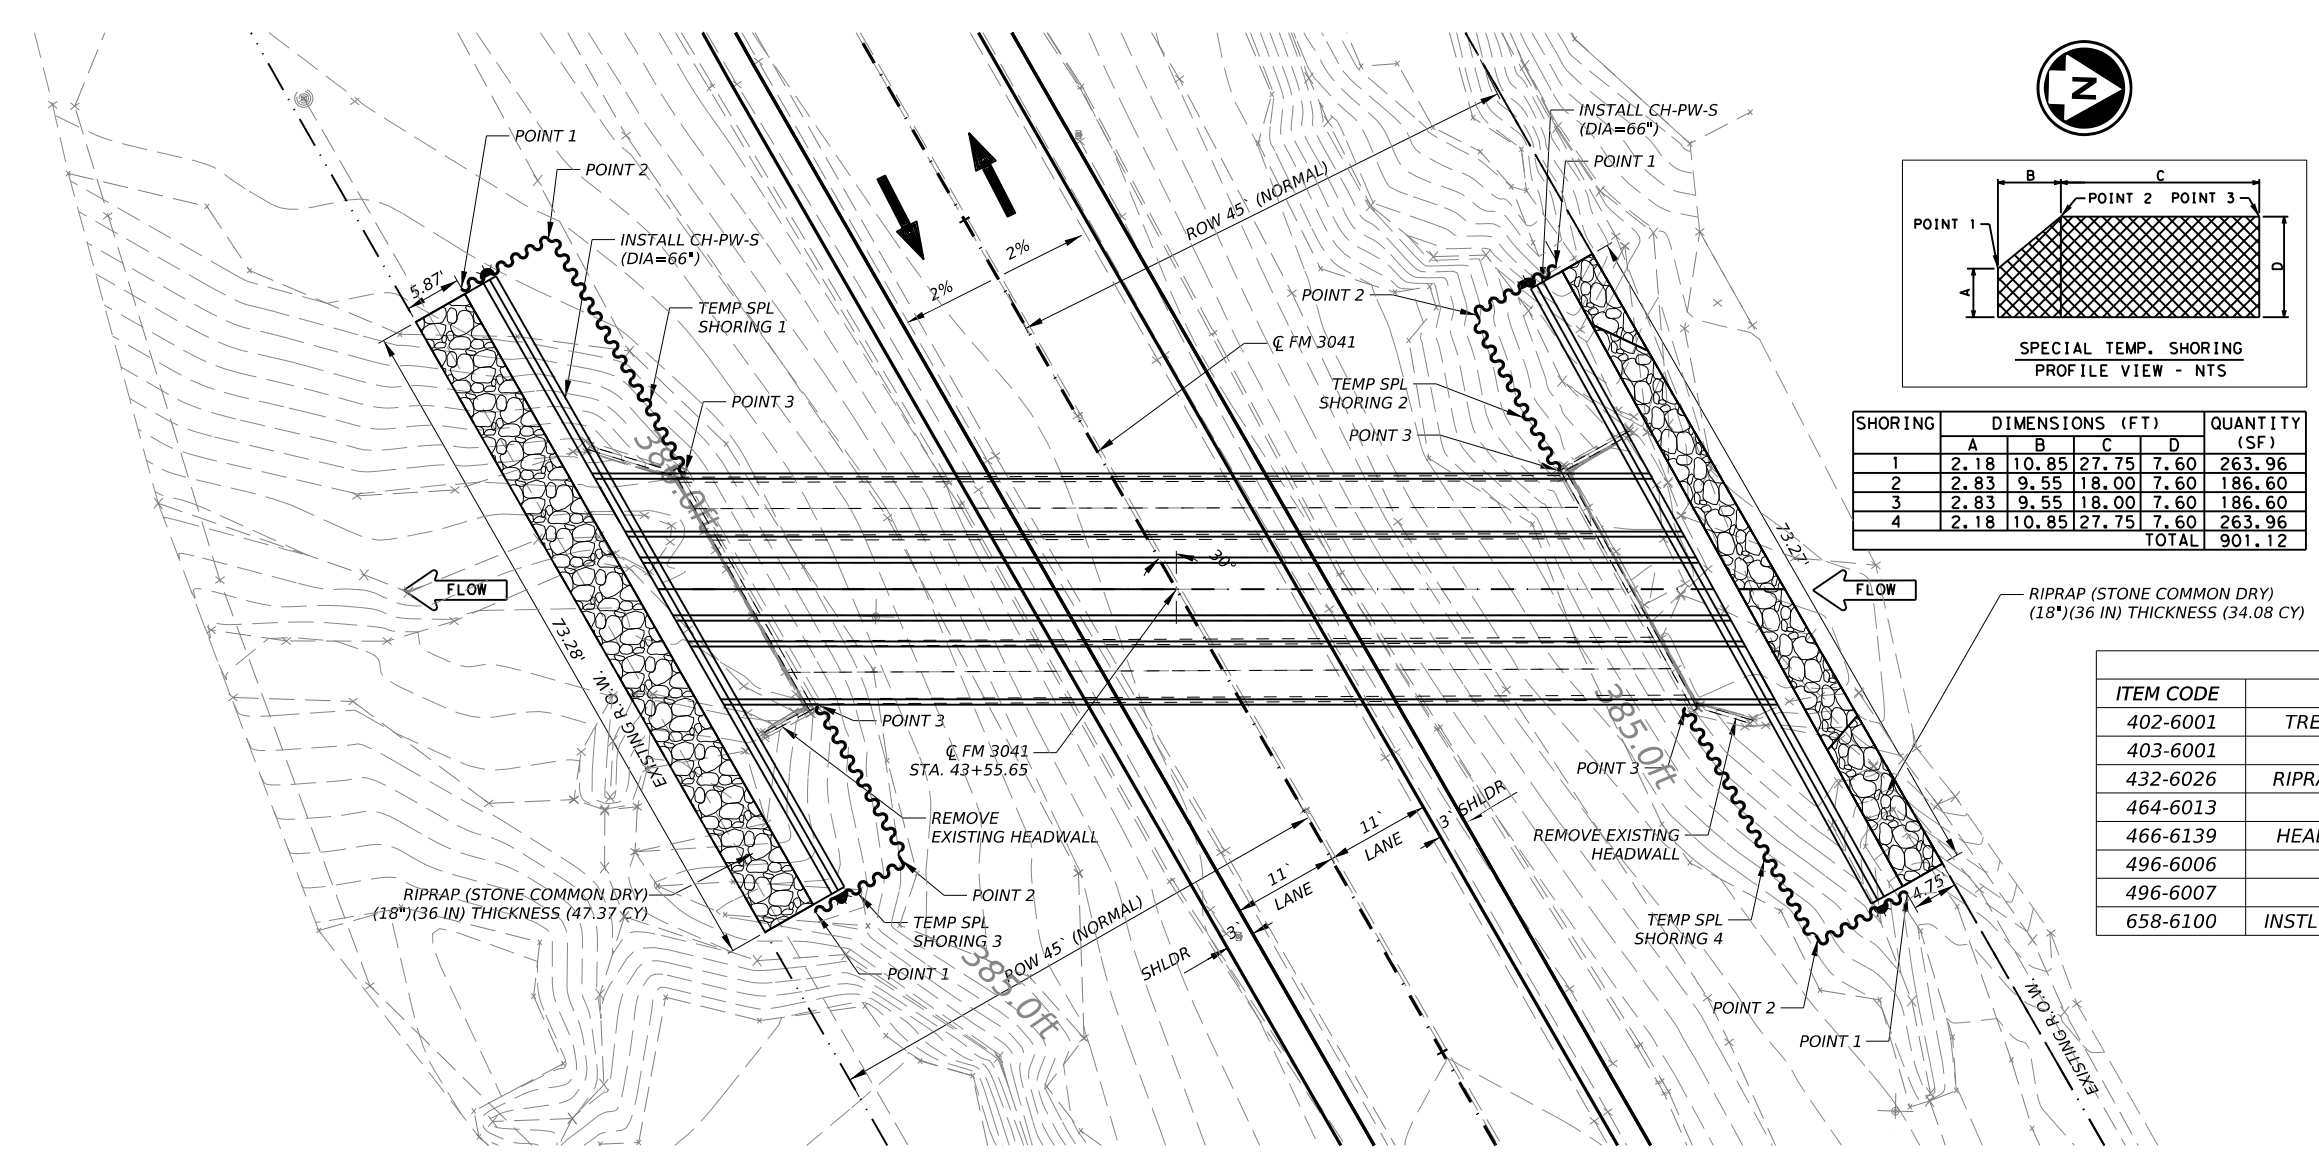 POINT 1
POINT 2
INSTALL CH-PW-S
(DIA=66")
5.87'
TEMP SPL
SHORING 1
POINT 3
385.0ft
2%
2%
ROW 45` (NORMAL)
℄ FM 3041
INSTALL CH-PW-S
(DIA=66")
POINT 1
POINT 2
TEMP SPL
SHORING 2
POINT 3
N
B
C
POINT 2
POINT 3
POINT 1
A
D
SPECIAL TEMP. SHORING
PROFILE VIEW - NTS
SHORING DIMENSIONS (FT) QUANTITY
A B C D (SF)
1 2.18 10.85 27.75 7.60 263.96
2 2.83 9.55 18.00 7.60 186.60
3 2.83 9.55 18.00 7.60 186.60
4 2.18 10.85 27.75 7.60 263.96
TOTAL 901.12
73.27'
FLOW
FLOW
30°
RIPRAP (STONE COMMON DRY)
(18")(36 IN) THICKNESS (34.08 CY)
73.28'
EXISTING R.O.W.
POINT 3
℄ FM 3041
STA. 43+55.65
REMOVE
EXISTING HEADWALL
RIPRAP (STONE COMMON DRY)
(18")(36 IN) THICKNESS (47.37 CY)
POINT 2
TEMP SPL
SHORING 3
POINT 1
385.0ft
ROW 45` (NORMAL)
SHLDR
3`
11`
LANE
11`
LANE
3`
SHLDR
385.0ft
POINT 3
REMOVE EXISTING
HEADWALL
TEMP SPL
SHORING 4
4.75'
POINT 2
POINT 1
EXISTING R.O.W.
ITEM CODE
402-6001 TRE
403-6001
432-6026 RIPRA
464-6013
466-6139 HEA
496-6006
496-6007
658-6100 INSTL